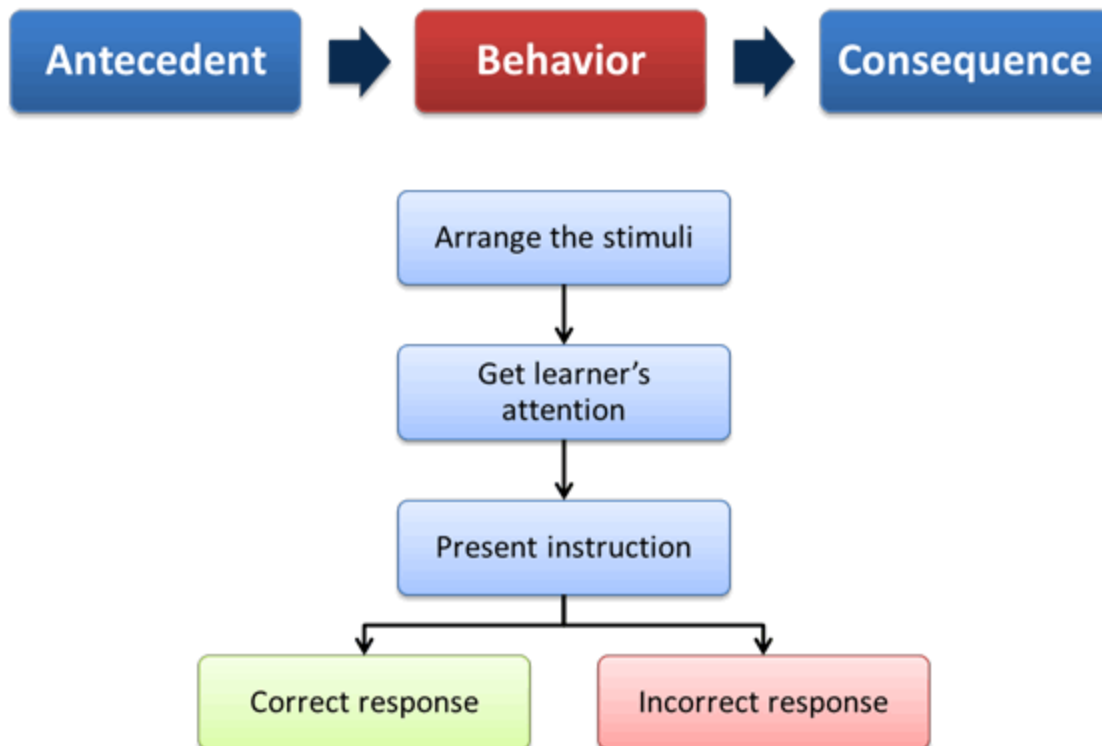 Antecedent
Behavior
Consequence
Arrange the stimuli
Get learner’s
attention
Present instruction
Correct response
Incorrect response